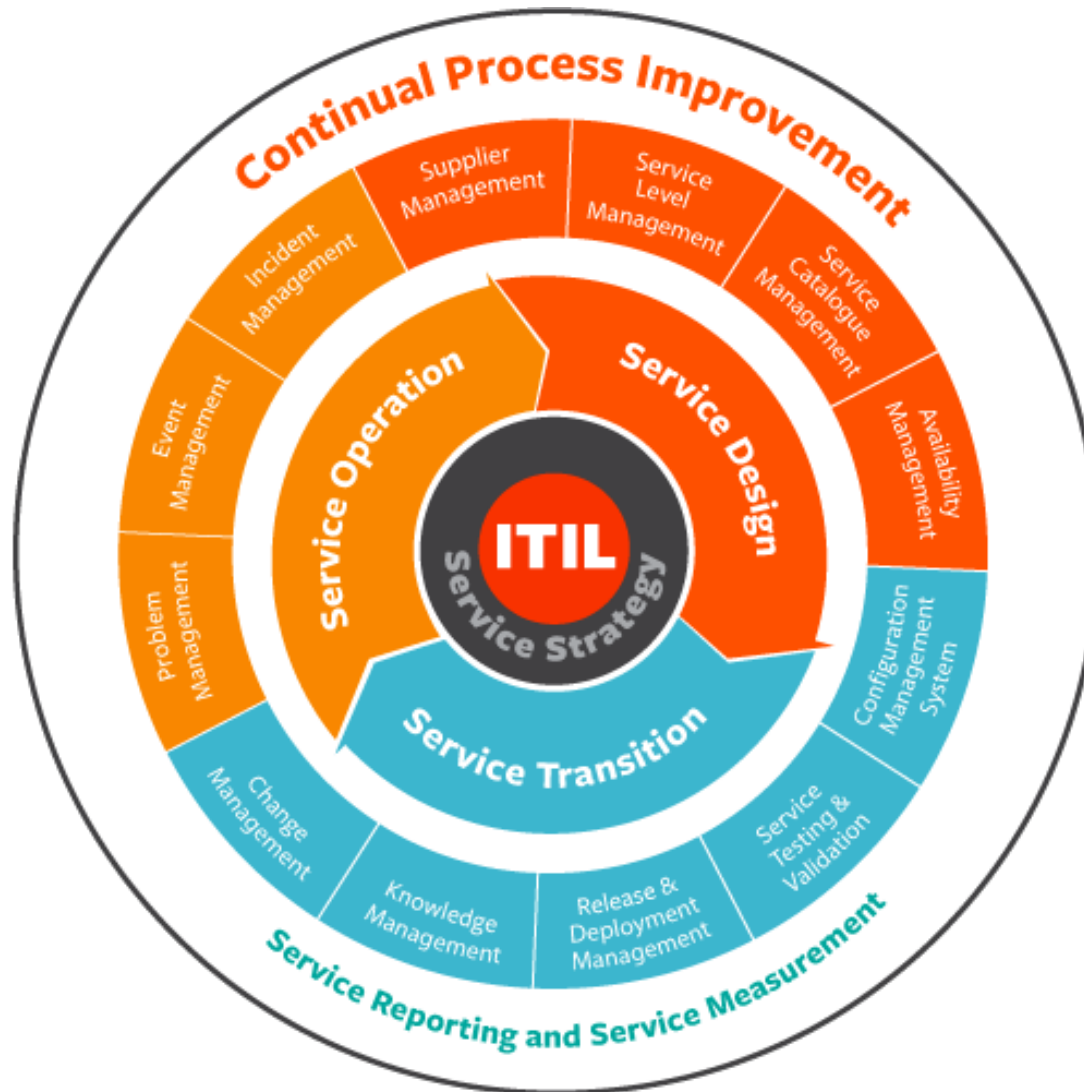 Continual Process Improvement
Supplier
Management
Service
Level
Management
Service
Catalogue
Management
Availability
Management
Configuration
Management
System
Service
Testing &
Validation
Release &
Deployment
Management
Knowledge
Management
Change
Management
Problem
Management
Event
Management
Incident
Management
Service Design
Service Transition
Service Operation
ITIL
Service Strategy
Service Reporting and Service Measurement